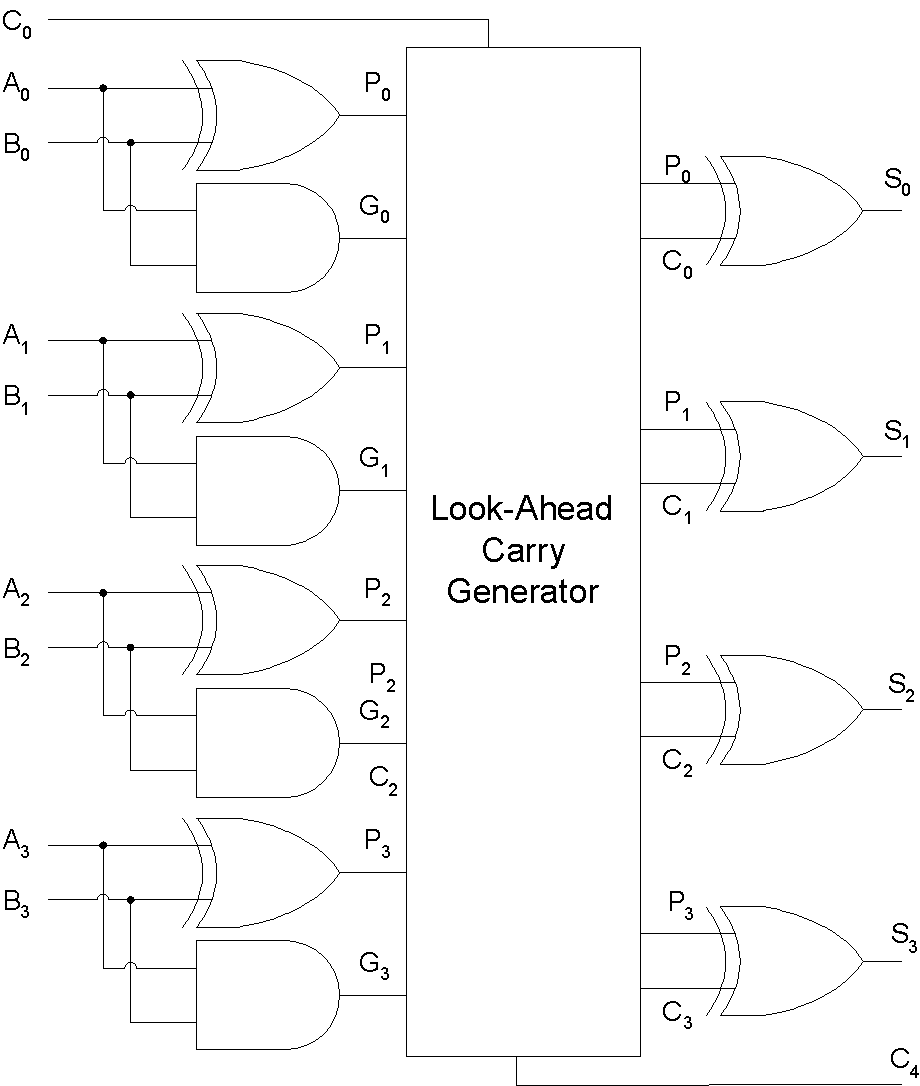 C0
A0
P0
B0
P0
S0
G0
C0
A1
P1
B1
P1
S1
G1
C1
Look-Ahead
Carry
Generator
A2
P2
B2
P2
P2
S2
G2
C2
C2
A3
P3
B3
P3
S3
G3
C3
C4